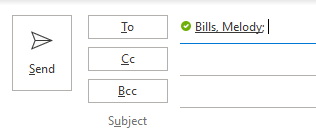 To
Bills, Melody;
Send
Cc
Bcc
Subject